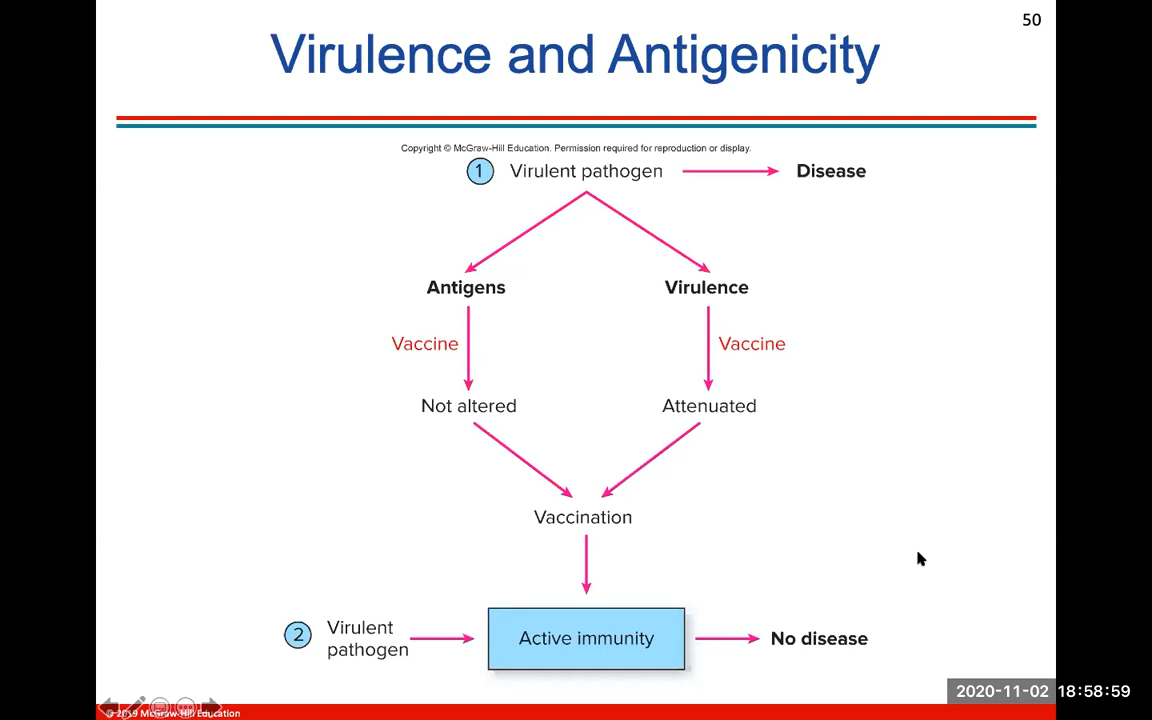 50
Virulence and Antigenicity
Copyright © McGraw-Hill Education. Permission required for reproduction or display.
1 Virulent pathogen Disease
Antigens Virulence
Vaccine Vaccine
Not altered Attenuated
Vaccination
2 Virulent
pathogen
Active immunity No disease
2020-11-02 18:58:59
© 2019 McGraw-Hill Education